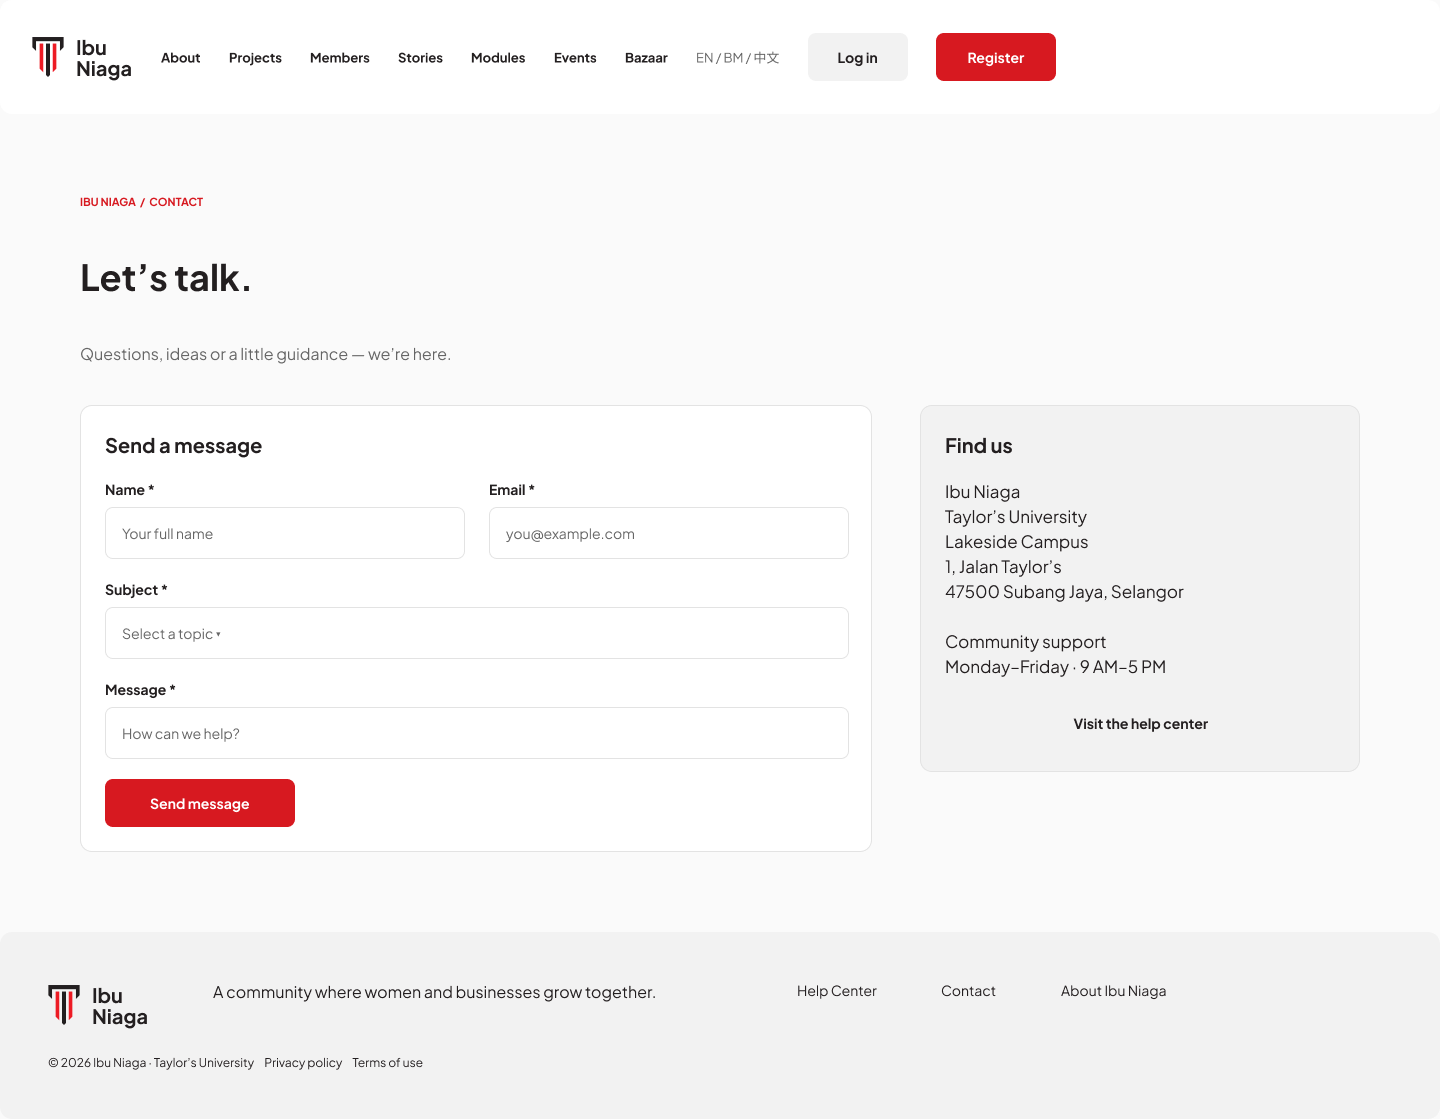 Ibu
Niaga
About
Projects
Members
Stories
Modules
Events
Bazaar
EN / BM / 中文
Log in
Register
IBU NIAGA / CONTACT
Let’s talk.
Questions, ideas or a little guidance — we’re here.
Send a message
Name *
Email *
Your full name
you@example.com
Subject *
Select a topic ▾
Message *
How can we help?
Send message
Find us
Ibu Niaga
Taylor’s University
Lakeside Campus
1, Jalan Taylor’s
47500 Subang Jaya, Selangor
Community support
Monday–Friday · 9 AM–5 PM
Visit the help center
Ibu
Niaga
A community where women and businesses grow together.
Help Center
Contact
About Ibu Niaga
© 2026 Ibu Niaga · Taylor’s University
Privacy policy
Terms of use